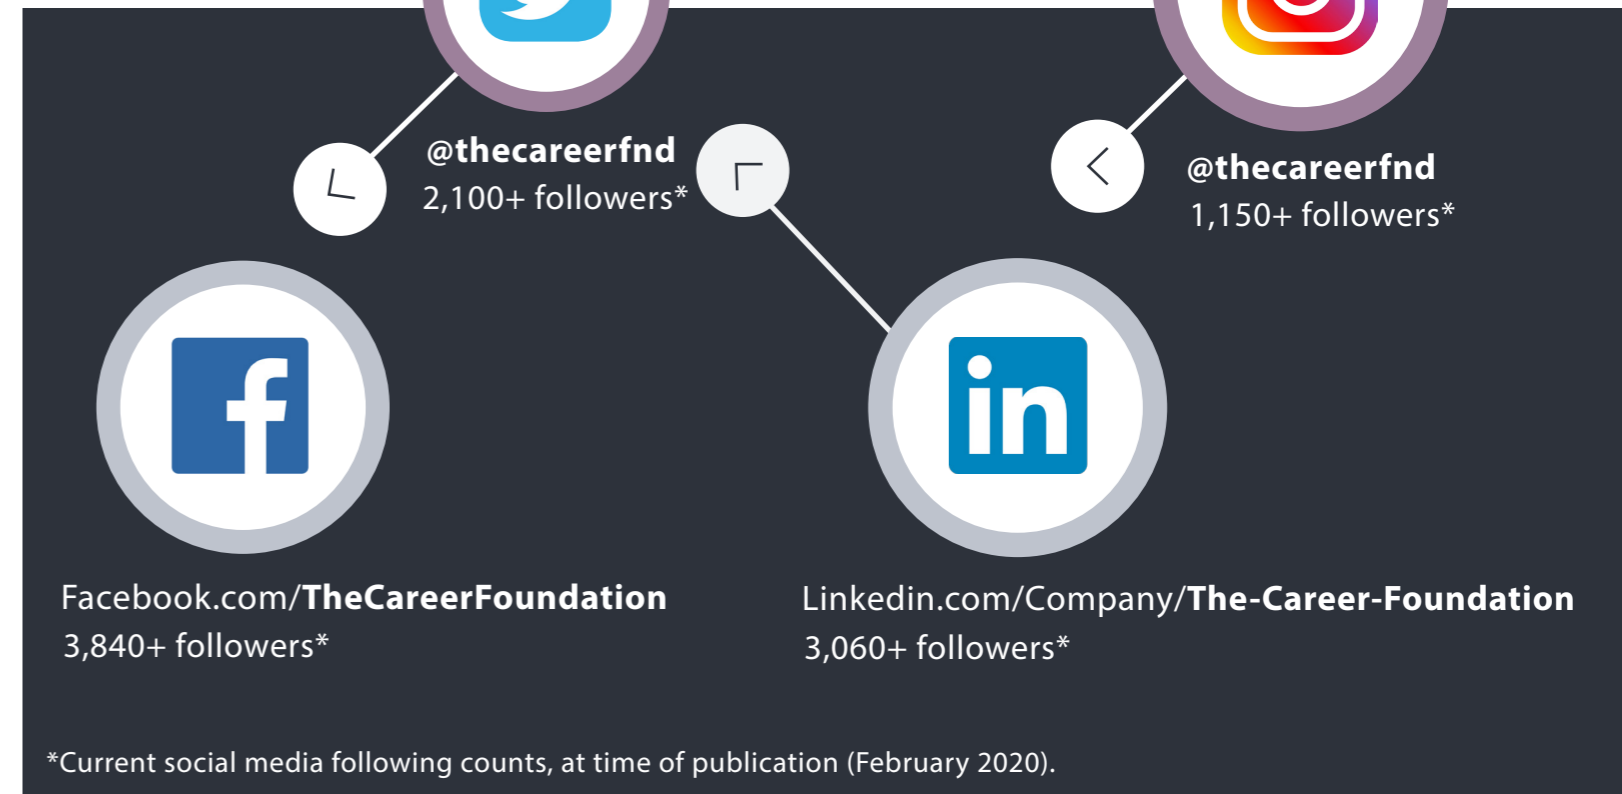 @thecareerfnd
2,100+ followers*
@thecareerfnd
1,150+ followers*
f
in
Facebook.com/TheCareerFoundation
3,840+ followers*
Linkedin.com/Company/The-Career-Foundation
3,060+ followers*
*Current social media following counts, at time of publication (February 2020).